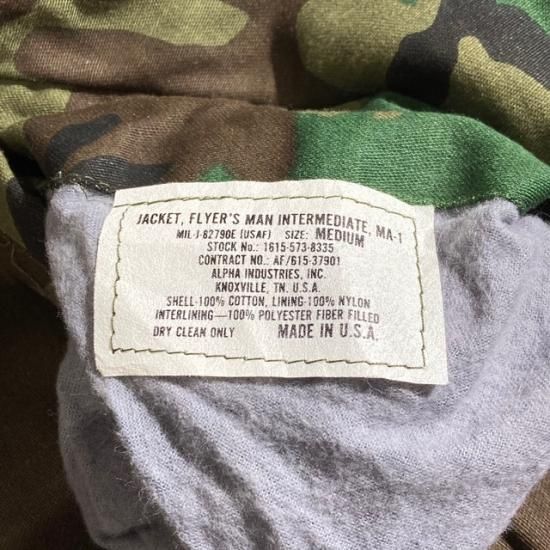 JACKET, FLYER'S MAN INTERMEDIATE, MA-1
MIL-J-82790E (USAF) SIZE: MEDIUM
STOCK No.: 1615-573-8335
CONTRACT NO.: AF/615-37901
ALPHA INDUSTRIES, INC.
KNOXVILLE, TN. U.S.A.
SHELL-100% COTTON, LINING-100% NYLON
INTERLINING—100% POLYESTER FIBER FILLED
DRY CLEAN ONLY MADE IN U.S.A.